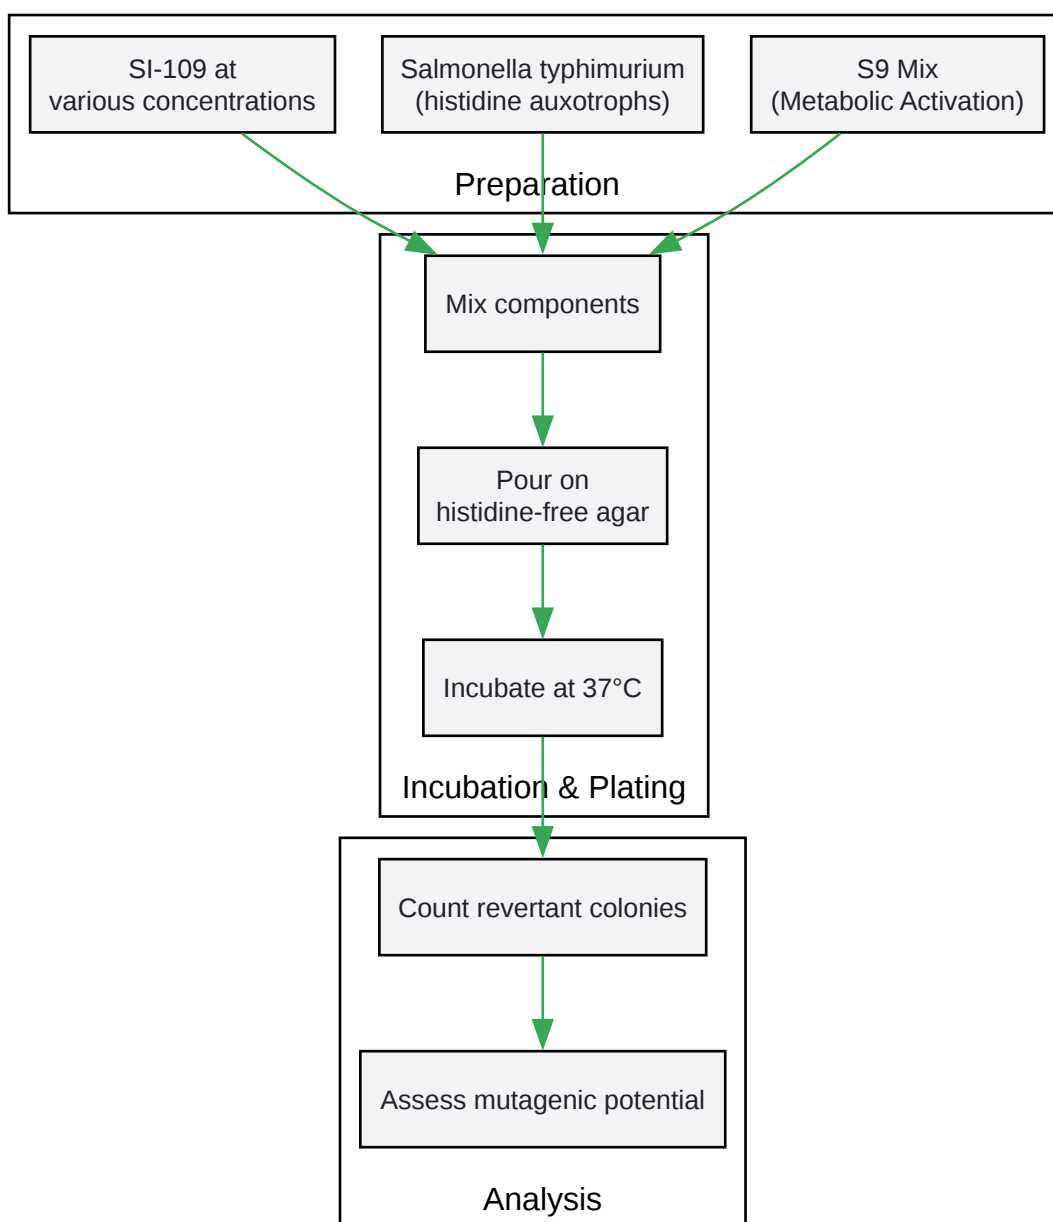 SI-109 at
various concentrations
Salmonella typhimurium
(histidine auxotrophs)
S9 Mix
(Metabolic Activation)
Preparation
Mix components
Pour on
histidine-free agar
Incubate at 37°C
Incubation & Plating
Count revertant colonies
Assess mutagenic potential
Analysis